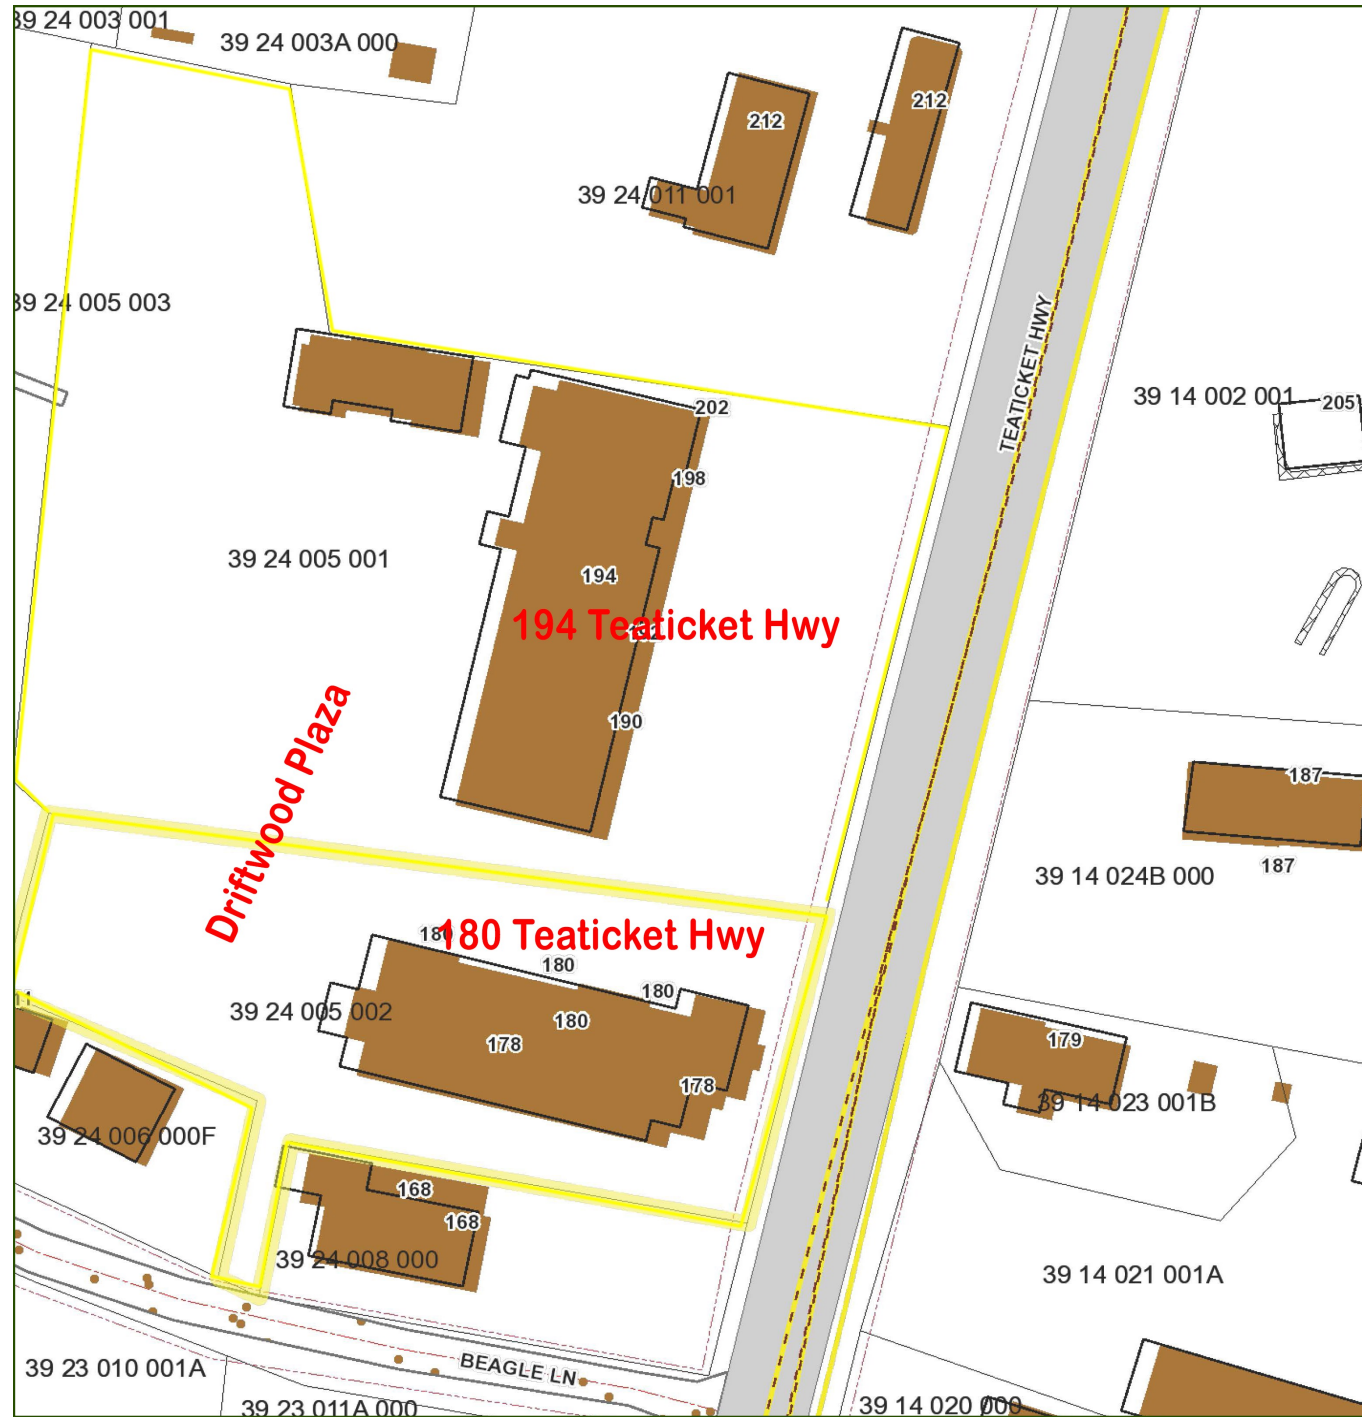 39 24 003 001
39 24 003A 000
212
212
39 24 011 001
39 24 005 003
TEATICKET HWY
39 14 002 001
205
202
198
39 24 005 001
194
194 Teaticket Hwy
190
Driftwood Plaza
187
187
39 14 024B 000
180 Teaticket Hwy
180
180
180
39 24 005 002
180
178
178
179
39 14 023 001B
39 24 006 000F
168
168
39 24 008 000
39 14 021 001A
BEAGLE LN
39 23 010 001A
39 23 011A 000
39 14 020 000